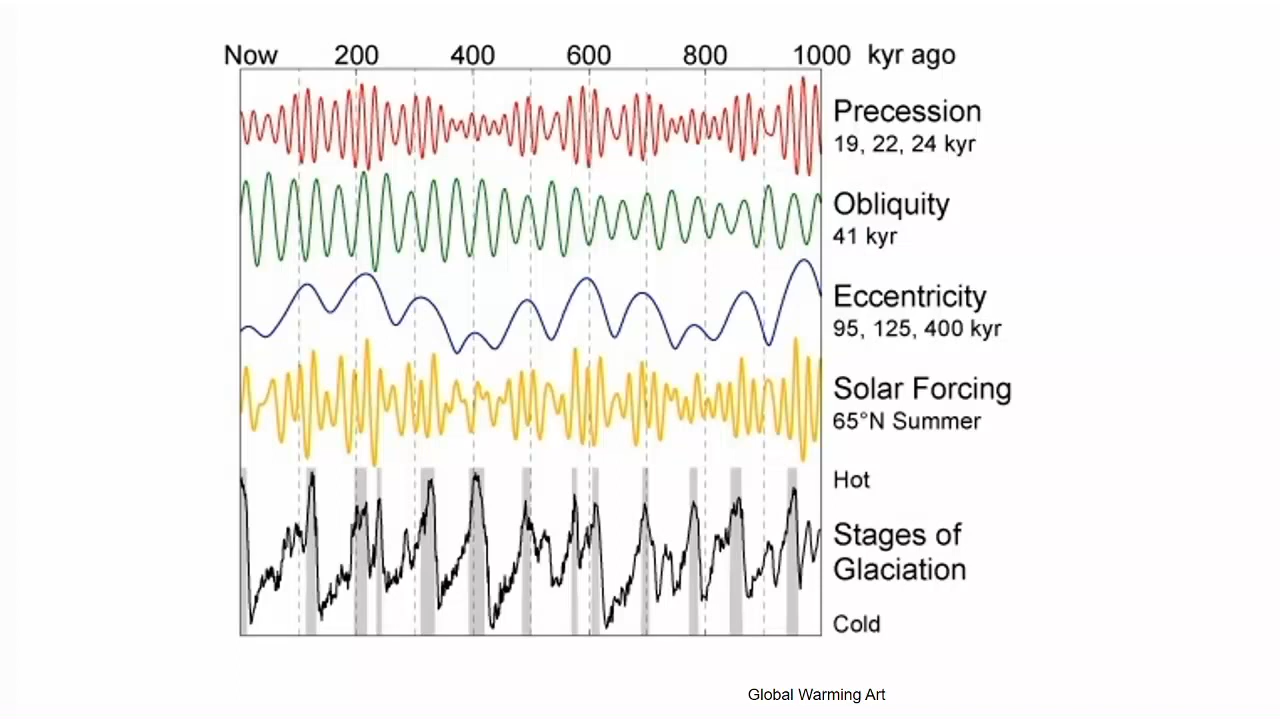 Now 200 400 600 800 1000 kyr ago
Precession
19, 22, 24 kyr
Obliquity
41 kyr
Eccentricity
95, 125, 400 kyr
Solar Forcing
65°N Summer
Hot
Stages of
Glaciation
Cold
Global Warming Art